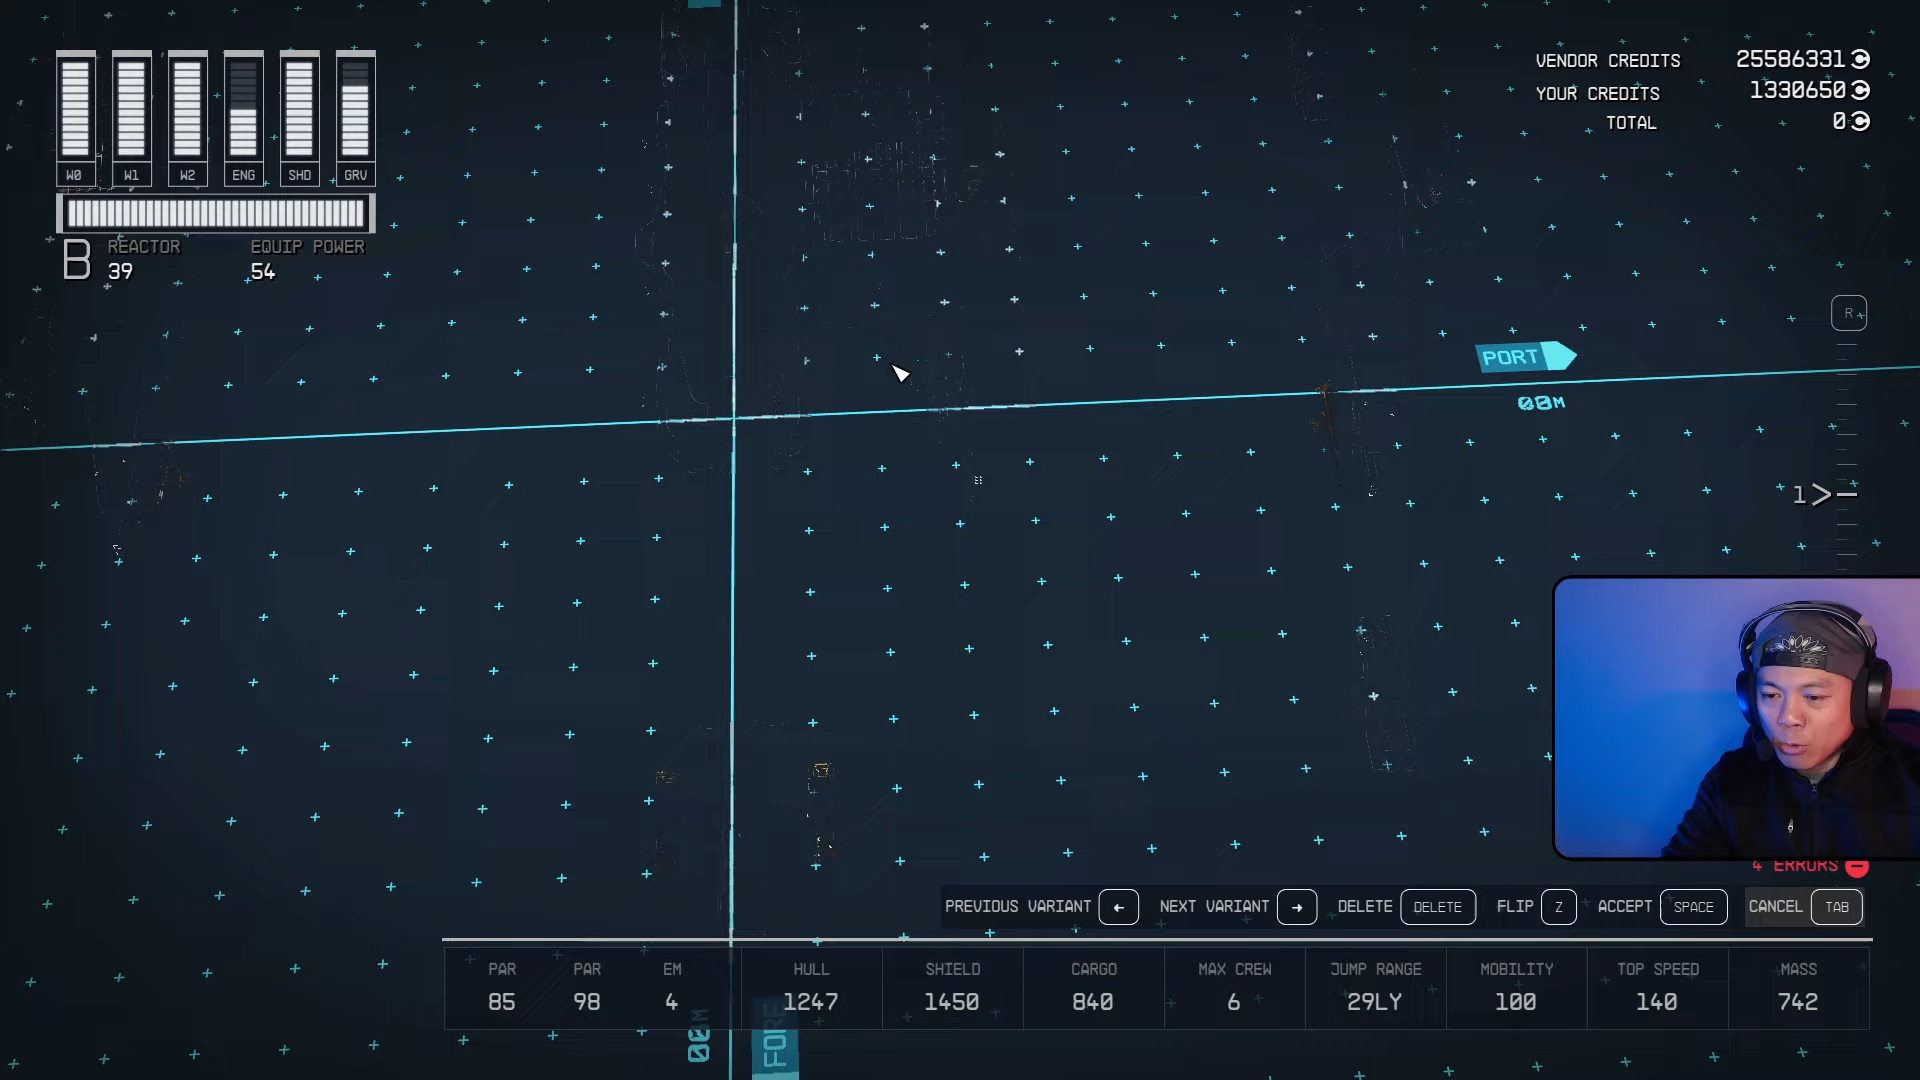 VENDOR CREDITS 25586331
YOUR CREDITS 1330650
TOTAL 0
W0 W1 W2 ENG SHD GRV
B REACTOR 39 EQUIP POWER 54
R
PORT
00M
1
4 ERRORS
PREVIOUS VARIANT ← NEXT VARIANT → DELETE DELETE FLIP Z ACCEPT SPACE CANCEL TAB
PAR PAR EM HULL SHIELD CARGO MAX CREW JUMP RANGE MOBILITY TOP SPEED MASS
85 98 4 1247 1450 840 6 29LY 100 140 742
00M
FORE